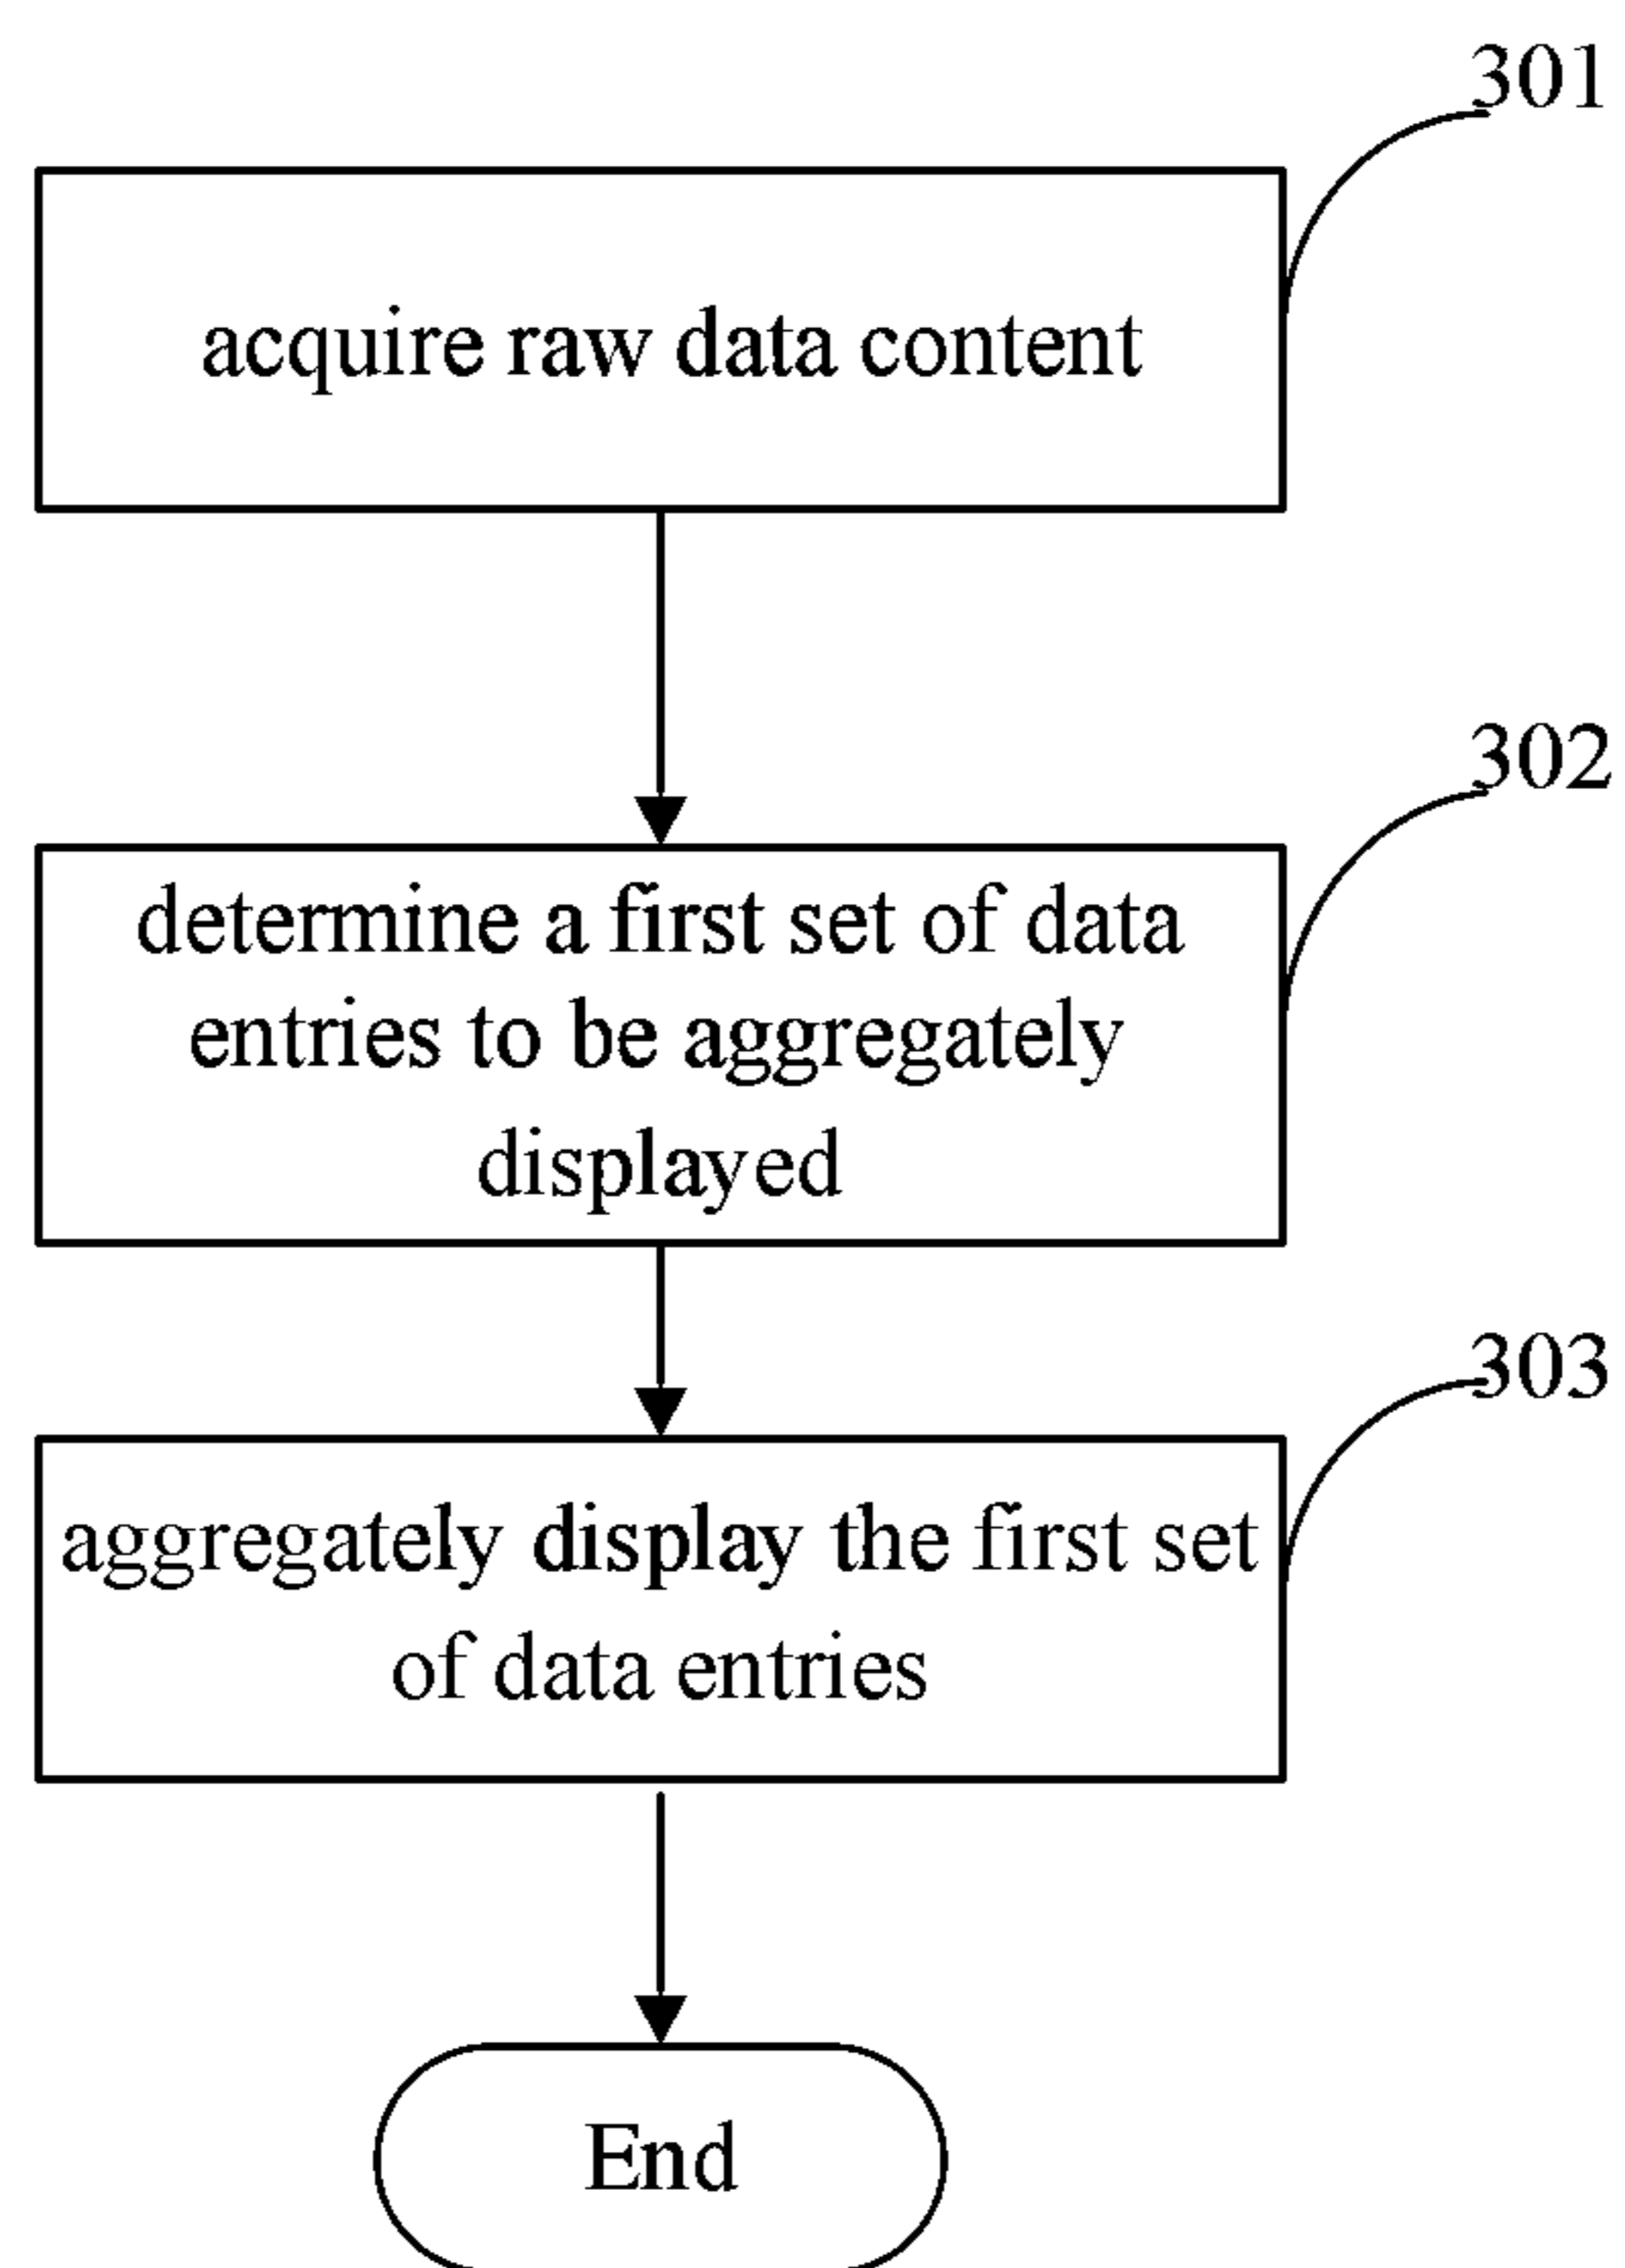 301
acquire raw data content
302
determine a first set of data
entries to be aggregately
displayed
303
aggregately display the first set
of data entries
End